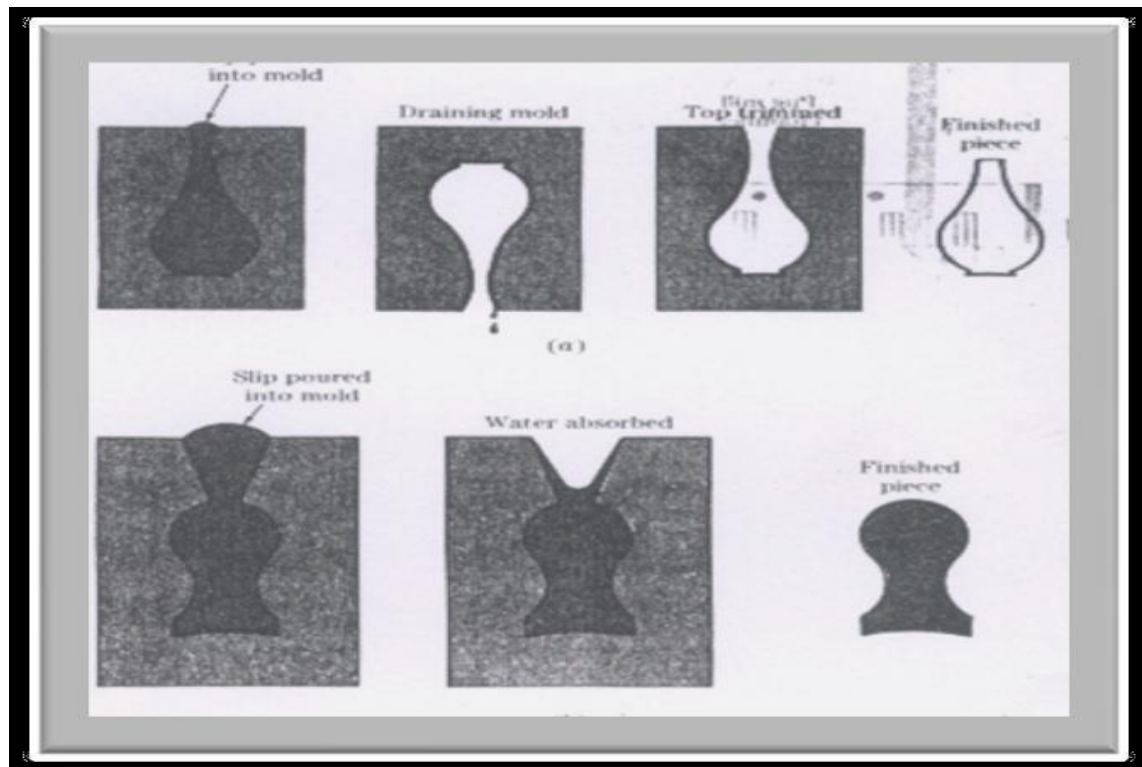 into mold
Draining mold
Top trimmed
Finished
piece
(a)
Slip poured
into mold
Water absorbed
Finished
piece